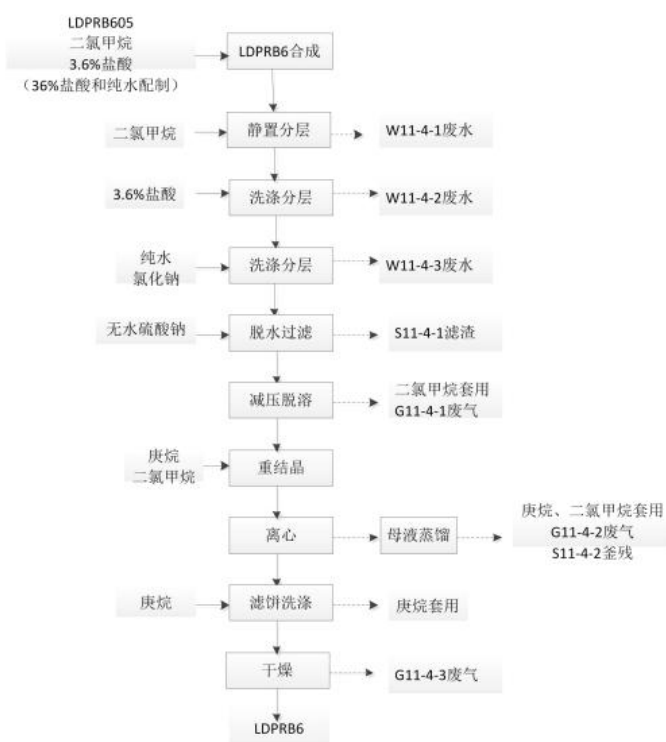 LDPRB605
二氯甲烷
3.6%盐酸
（36%盐酸和纯水配制）
LDPRB6合成
二氯甲烷
静置分层
W11-4-1废水
3.6%盐酸
洗涤分层
W11-4-2废水
纯水
氯化钠
洗涤分层
W11-4-3废水
无水硫酸钠
脱水过滤
S11-4-1滤渣
减压脱溶
二氯甲烷套用
G11-4-1废气
庚烷
二氯甲烷
重结晶
离心
母液蒸馏
庚烷、二氯甲烷套用
G11-4-2废气
S11-4-2釜残
庚烷
滤饼洗涤
庚烷套用
干燥
G11-4-3废气
LDPRB6